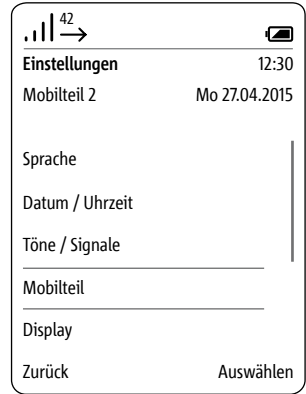 42
Einstellungen 12:30
Mobilteil 2 Mo 27.04.2015
Sprache
Datum / Uhrzeit
Töne / Signale
Mobilteil
Display
Zurück Auswählen